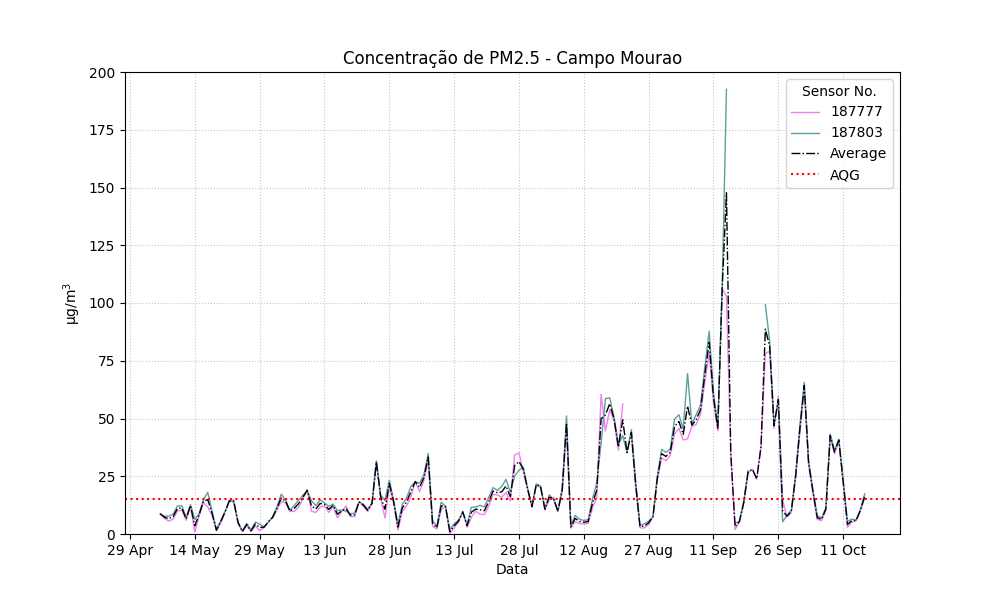 Concentração de PM2.5 - Campo Mourao
200
175
150
125
100
75
50
25
0
µg/m³
Sensor No.
187777
187803
Average
AQG
29 Apr 14 May 29 May 13 Jun 28 Jun 13 Jul 28 Jul 12 Aug 27 Aug 11 Sep 26 Sep 11 Oct
Data